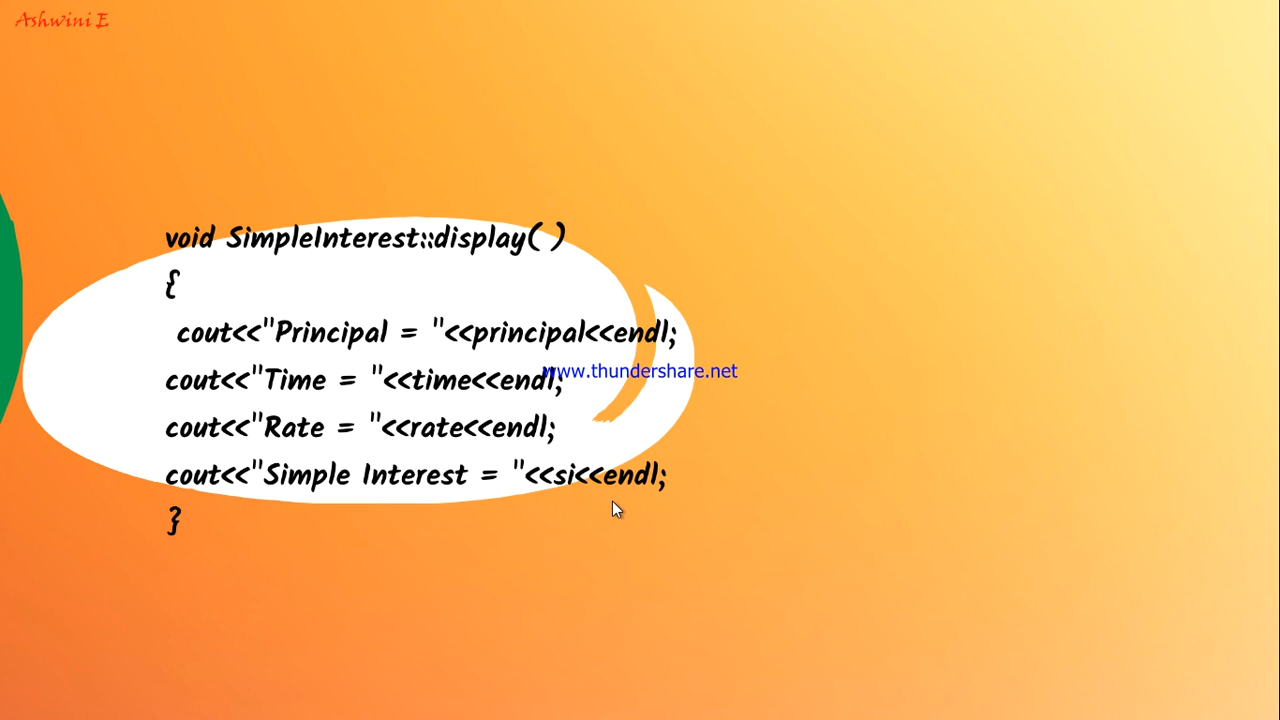 Ashwini E
void SimpleInterest::display( )
{
cout<<"Principal = "<<principal<<endl;
www.thundershare.net
cout<<"Time = "<<time<<endl;
cout<<"Rate = "<<rate<<endl;
cout<<"Simple Interest = "<<si<<endl;
}